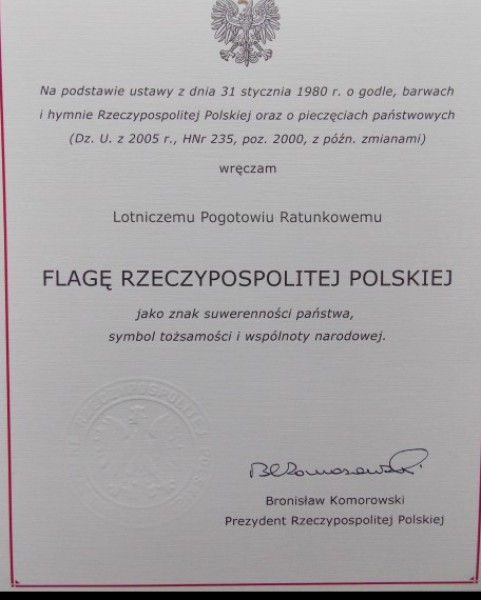 Na podstawie ustawy z dnia 31 stycznia 1980 r. o godle, barwach
i hymnie Rzeczypospolitej Polskiej oraz o pieczęciach państwowych
(Dz. U. z 2005 r., HNr 235, poz. 2000, z późn. zmianami)
wręczam
Lotniczemu Pogotowiu Ratunkowemu
FLAGĘ RZECZYPOSPOLITEJ POLSKIEJ
jako znak suwerenności państwa,
symbol tożsamości i wspólnoty narodowej.
RZECZYPOSPOLITEJ
BKomorowski
Bronisław Komorowski
Prezydent Rzeczypospolitej Polskiej